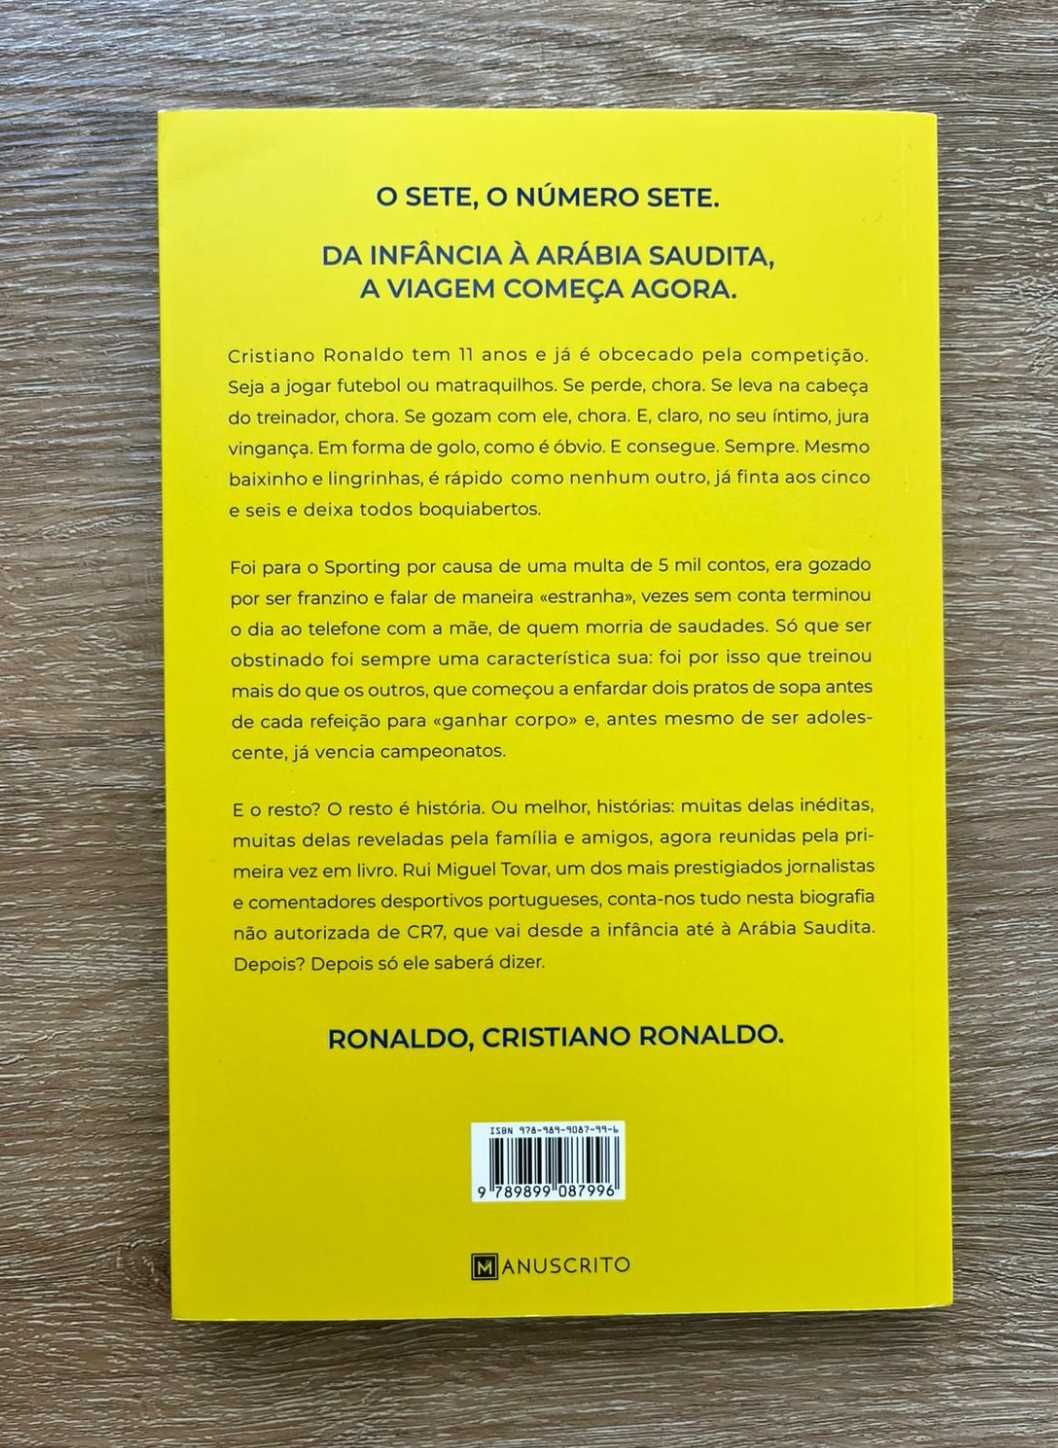 O SETE, O NÚMERO SETE.
DA INFÂNCIA À ARÁBIA SAUDITA,
A VIAGEM COMEÇA AGORA.
Cristiano Ronaldo tem 11 anos e já é obcecado pela competição.
Seja a jogar futebol ou matraquilhos. Se perde, chora. Se leva na cabeça
do treinador, chora. Se gozam com ele, chora. E, claro, no seu íntimo, jura
vingança. Em forma de golo, como é óbvio. E consegue. Sempre. Mesmo
baixinho e lingrinhas, é rápido como nenhum outro, já finta aos cinco
e seis e deixa todos boquiabertos.
Foi para o Sporting por causa de uma multa de 5 mil contos, era gozado
por ser franzino e falar de maneira «estranha», vezes sem conta terminou
o dia ao telefone com a mãe, de quem morria de saudades. Só que ser
obstinado foi sempre uma característica sua: foi por isso que treinou
mais do que os outros, que começou a enfardar dois pratos de sopa antes
de cada refeição para «ganhar corpo» e, antes mesmo de ser adoles-
cente, já vencia campeonatos.
E o resto? O resto é história. Ou melhor, histórias: muitas delas inéditas,
muitas delas reveladas pela família e amigos, agora reunidas pela pri-
meira vez em livro. Rui Miguel Tovar, um dos mais prestigiados jornalistas
e comentadores desportivos portugueses, conta-nos tudo nesta biografia
não autorizada de CR7, que vai desde a infância até à Arábia Saudita.
Depois? Depois só ele saberá dizer.
RONALDO, CRISTIANO RONALDO.
ISBN 978-989-9087-99-6
9 789899 087996
MANUSCRITO